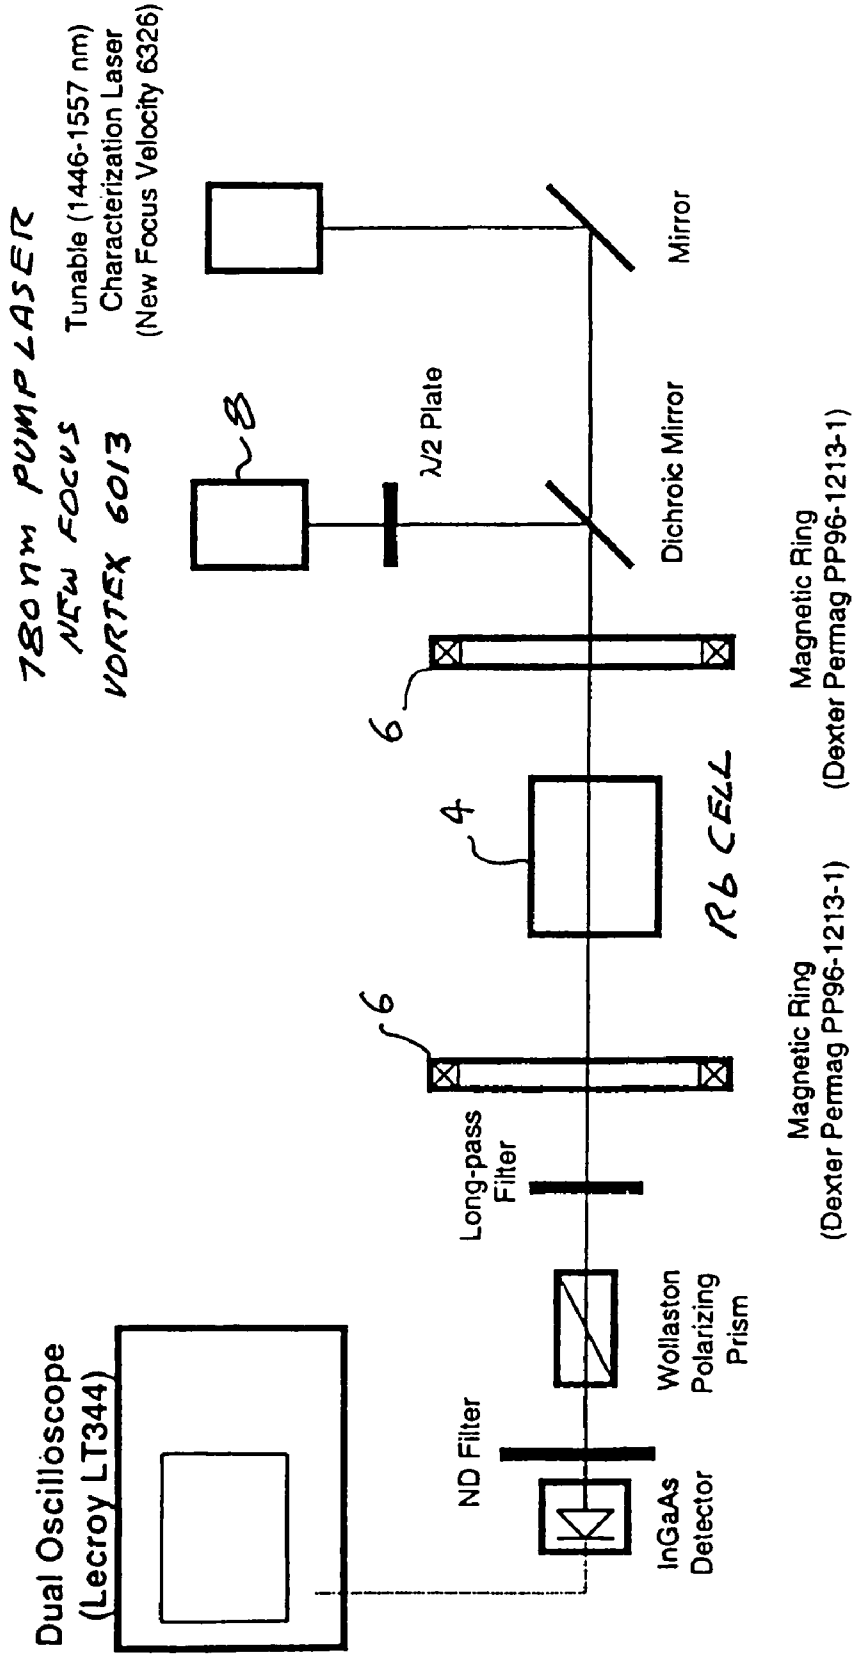 Dual Oscilloscope
(Lecroy LT344)
780nm PUMP LASER
NEW FOCUS
VORTEX 6013
Tunable (1446-1557 nm)
Characterization Laser
(New Focus Velocity 6326)
8
λ/2 Plate
6
6
4
Long-pass
Filter
ND Filter
InGaAs
Detector
Wollaston
Polarizing
Prism
Rb CELL
Dichroic Mirror
Mirror
Magnetic Ring
(Dexter Permag PP96-1213-1)
Magnetic Ring
(Dexter Permag PP96-1213-1)